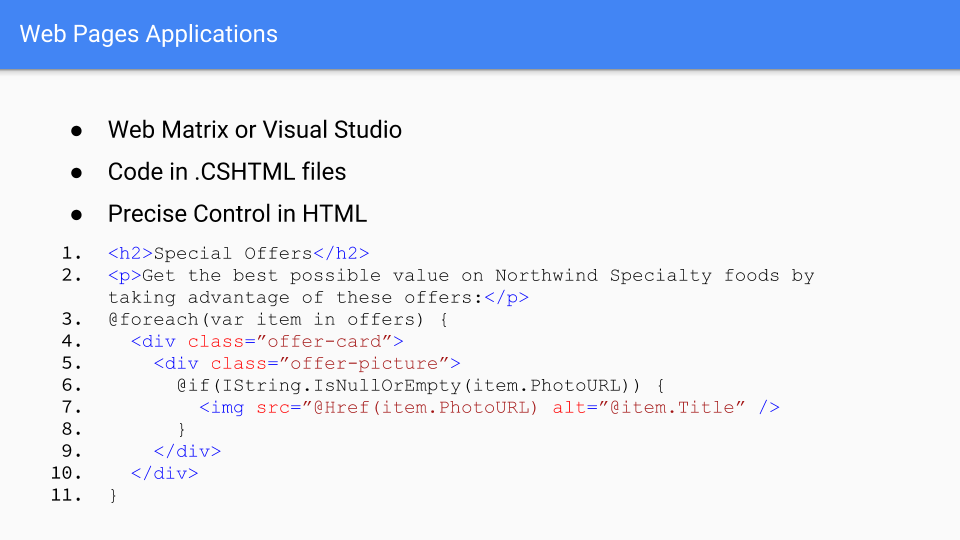 Web Pages Applications
● Web Matrix or Visual Studio
● Code in .CSHTML files
● Precise Control in HTML
1. <h2>Special Offers</h2>
2. <p>Get the best possible value on Northwind Specialty foods by
taking advantage of these offers:</p>
3. @foreach(var item in offers) {
4. <div class=”offer-card”>
5. <div class=”offer-picture”>
6. @if(IString.IsNullOrEmpty(item.PhotoURL)) {
7. <img src=”@Href(item.PhotoURL) alt=”@item.Title” />
8. }
9. </div>
10. </div>
11. }